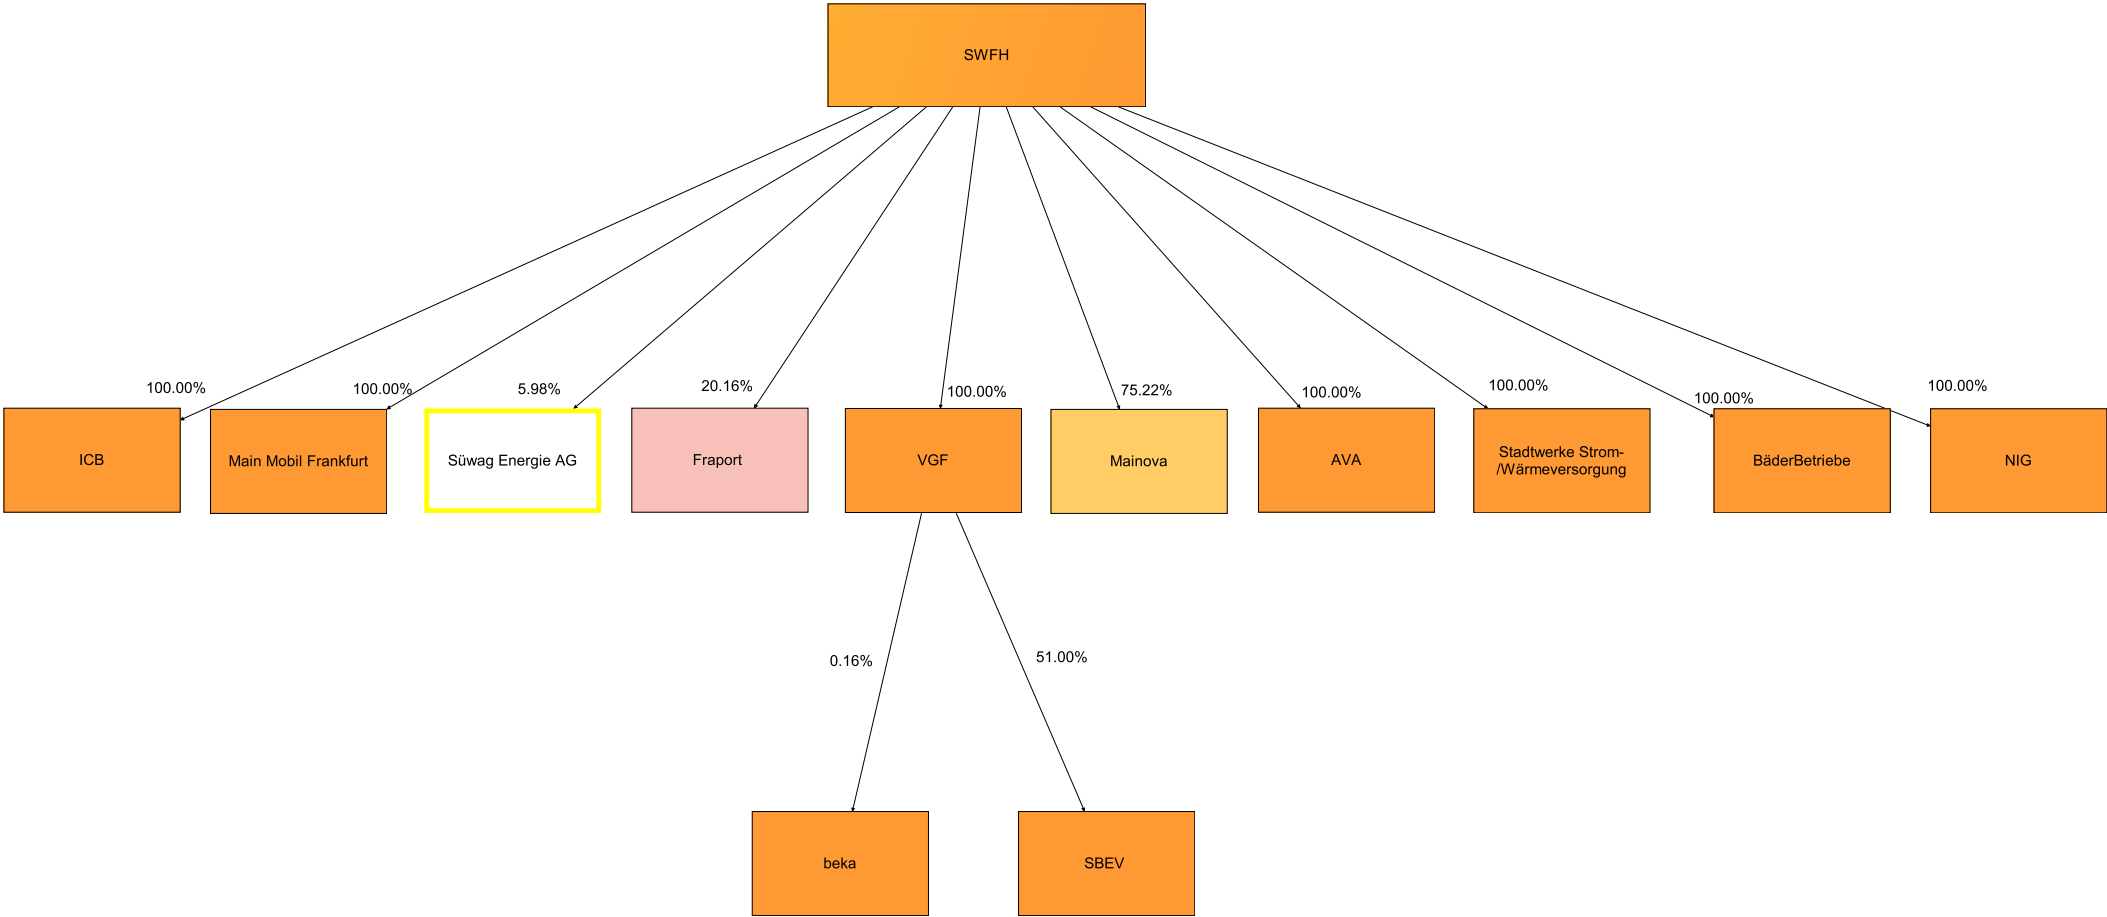 SWFH
100.00%
100.00%
5.98%
20.16%
100.00%
75.22%
100.00%
100.00%
100.00%
100.00%
ICB
Main Mobil Frankfurt
Süwag Energie AG
Fraport
VGF
Mainova
AVA
Stadtwerke Strom-
/Wärmeversorgung
BäderBetriebe
NIG
0.16%
51.00%
beka
SBEV